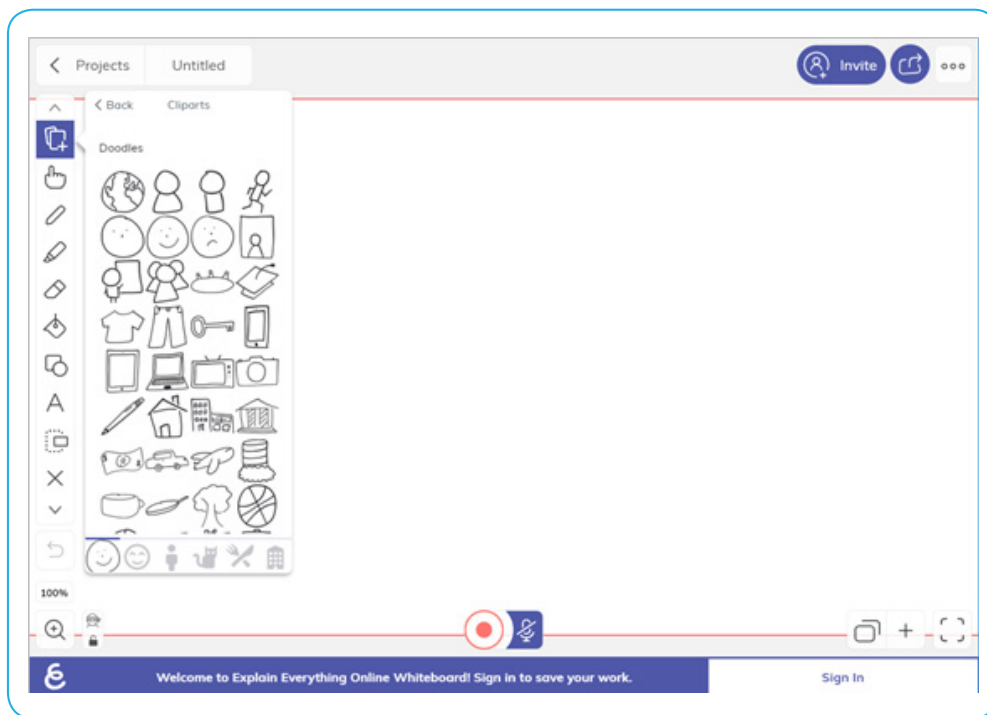 Projects
Untitled
Invite
Back
Cliparts
Doodles
A
100%
Welcome to Explain Everything Online Whiteboard! Sign in to save your work.
Sign In